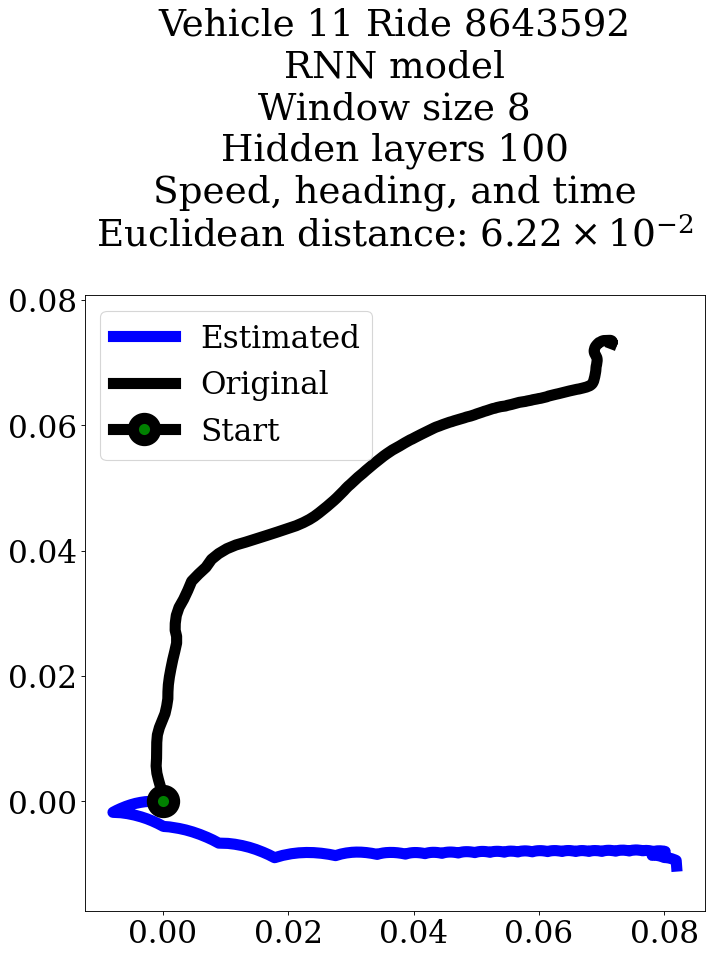 Vehicle 11 Ride 8643592
RNN model
Window size 8
Hidden layers 100
Speed, heading, and time
Euclidean distance: 6.22 × 10⁻²
Estimated
Original
Start
0.08
0.06
0.04
0.02
0.00
0.00 0.02 0.04 0.06 0.08